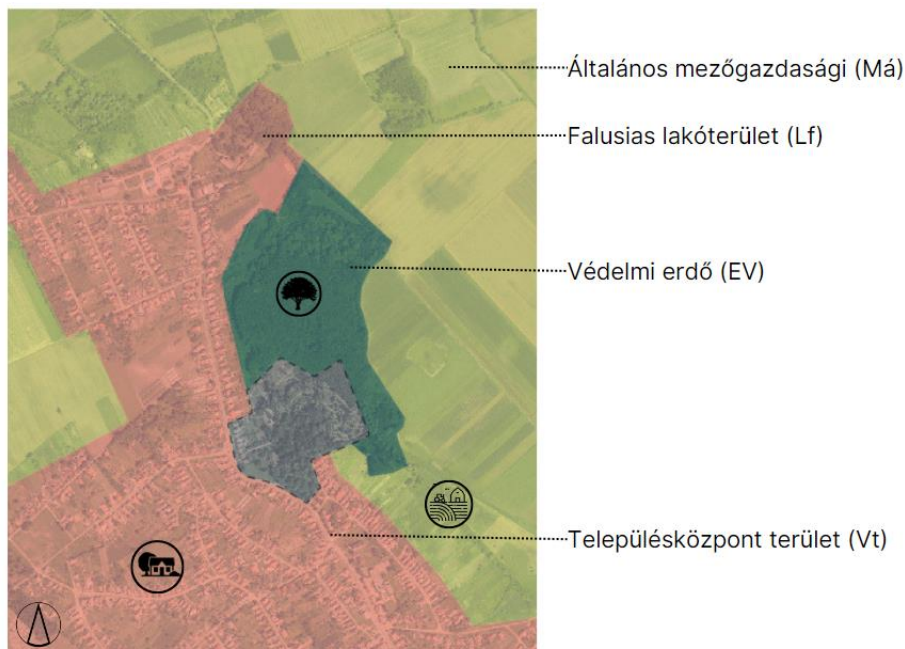 Általános mezőgazdasági (Má)
Falusias lakóterület (Lf)
Védelmi erdő (EV)
Településközpont terület (Vt)